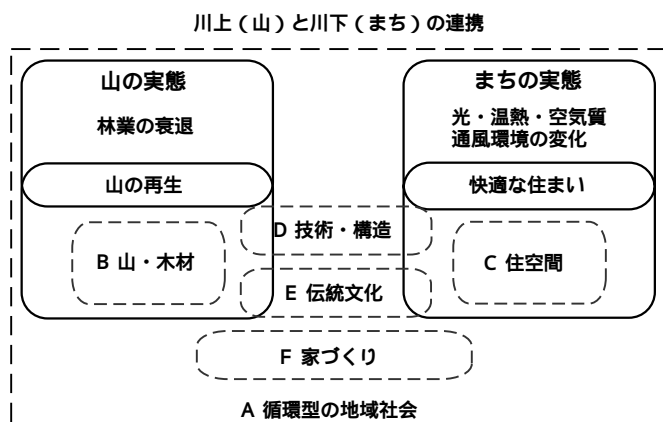 川上(山)と川下(まち)の連携
山の実態
林業の衰退
山の再生
B 山・木材
まちの実態
光・温熱・空気質
通風環境の変化
快適な住まい
C 住空間
D 技術・構造
E 伝統文化
F 家づくり
A 循環型の地域社会